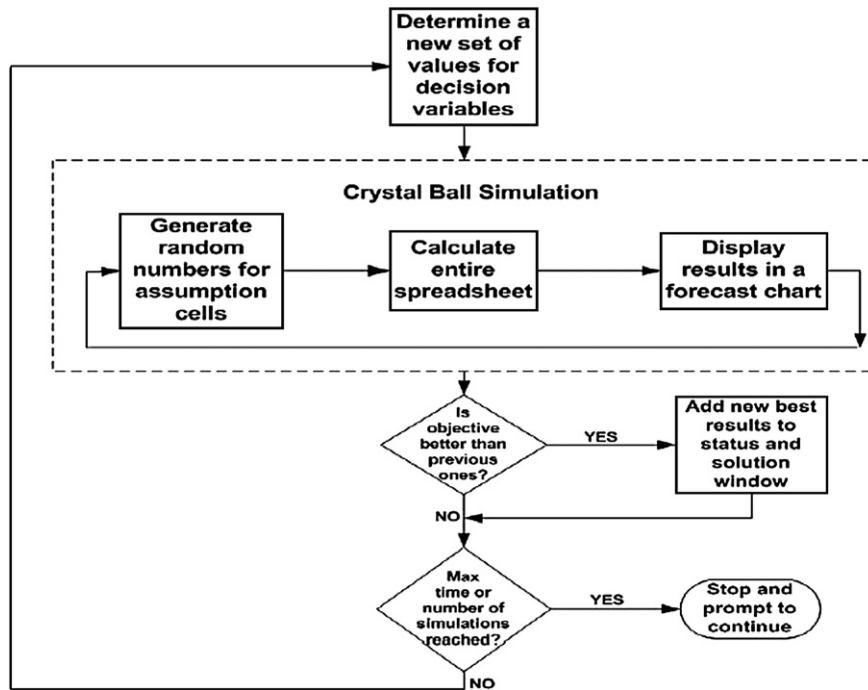 Determine a
new set of
values for
decision
variables
Crystal Ball Simulation
Generate
random
numbers for
assumption
cells
Calculate
entire
spreadsheet
Display
results in a
forecast chart
Is
objective
better than
previous
ones?
YES
Add new best
results to
status and
solution
window
NO
Max
time or
number of
simulations
reached?
YES
Stop and
prompt to
continue
NO